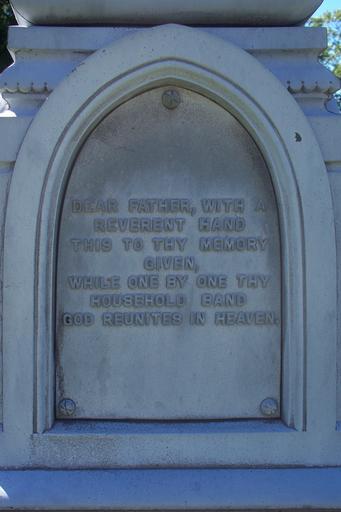 DEAR FATHER, WITH A
REVERENT HAND
THIS TO THY MEMORY
GIVEN,
WHILE ONE BY ONE THY
HOUSEHOLD BAND
GOD REUNITES IN HEAVEN.